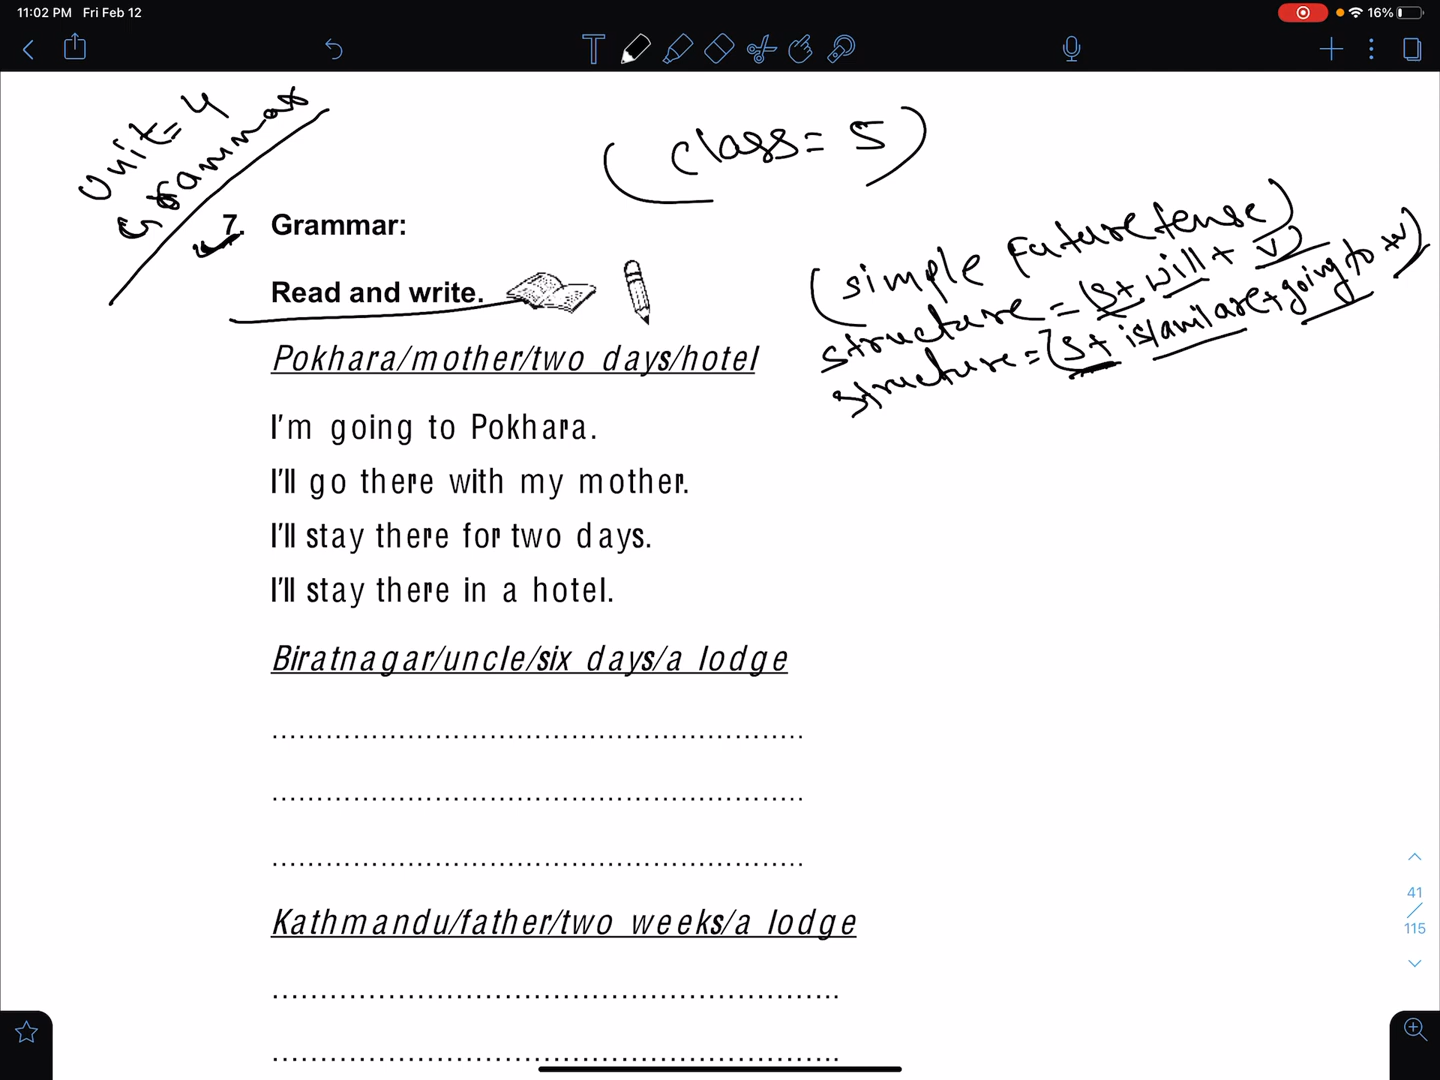 11:02 PM Fri Feb 12
16%
Unit = 4
Grammar
(class = 5)
7. Grammar:
Read and write.
(simple Future tense)
structure = (S + will + V)
structure = (S + is/am/are + going to + V)
Pokhara/mother/two days/hotel
I'm going to Pokhara.
I'll go there with my mother.
I'll stay there for two days.
I'll stay there in a hotel.
Biratnagar/uncle/six days/a lodge
............................................................
............................................................
............................................................
Kathmandu/father/two weeks/a lodge
............................................................
............................................................
41
/
115